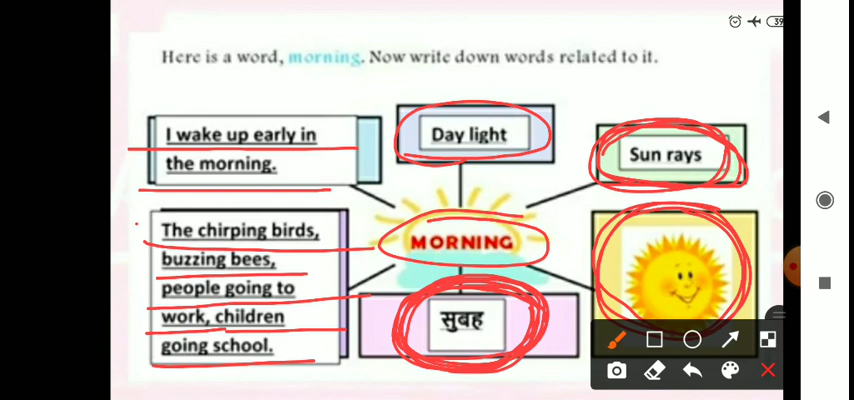 39
Here is a word, morning. Now write down words related to it.
I wake up early in
the morning.
Day light
Sun rays
The chirping birds,
buzzing bees,
people going to
work, children
going school.
MORNING
सुबह